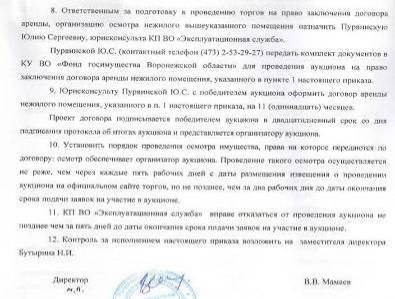 8. Ответственным за подготовку к проведению торгов на право заключения договора
аренды, организацию осмотра нежилого вышеуказанного помещения назначить Пурвинскую
Юлию Сергеевну, юрисконсульта КП ВО «Эксплуатационная служба».
Пурвинской Ю.С. (контактный телефон (473) 2-53-29-27) передать комплект документов в
КУ ВО «Фонд госимущества Воронежской области» для проведения аукциона на право
заключения договора аренды нежилого помещения, указанного в пункте 1 настоящего приказа.
9. Юрисконсульту Пурвинской Ю.С. с победителем аукциона оформить договор аренды
нежилого помещения, указанного в п. 1 настоящего приказа, на 11 (одиннадцать) месяцев.
Проект договора подписывается победителем аукциона в двадцатидневный срок со дня
подписания протокола об итогах аукциона и представляется организатору аукциона.
10. Установить порядок проведения осмотра имущества, права на которое передаются по
договору: осмотр обеспечивает организатор аукциона. Проведение такого осмотра осуществляется
не реже, чем через каждые пять рабочих дней с даты размещения извещения о проведении
аукциона на официальном сайте торгов, но не позднее, чем за два рабочих дня до даты окончания
срока подачи заявок на участие в аукционе.
11. КП ВО «Эксплуатационная служба» вправе отказаться от проведения аукциона не
позднее чем за пять дней до даты окончания срока подачи заявок на участие в аукционе.
12. Контроль за исполнением настоящего приказа возложить на заместителя директора
Бутырина Н.И.
Директор В.В. Мамаев
м.п.